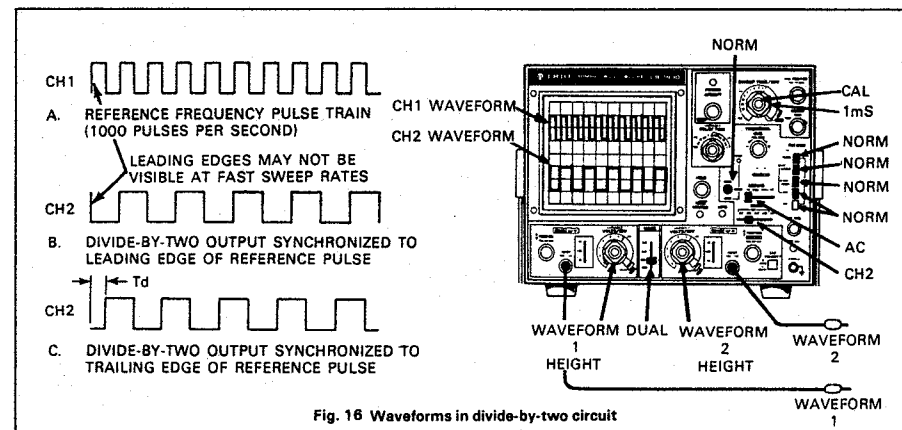 CH1
A. REFERENCE FREQUENCY PULSE TRAIN
(1000 PULSES PER SECOND)
LEADING EDGES MAY NOT BE
VISIBLE AT FAST SWEEP RATES
CH2
B. DIVIDE-BY-TWO OUTPUT SYNCHRONIZED TO
LEADING EDGE OF REFERENCE PULSE
Td
CH2
C. DIVIDE-BY-TWO OUTPUT SYNCHRONIZED TO
TRAILING EDGE OF REFERENCE PULSE
NORM
CH1 WAVEFORM
CH2 WAVEFORM
CAL
1mS
NORM
NORM
NORM
NORM
AC
CH2
WAVEFORM
1
HEIGHT
DUAL
WAVEFORM
2
HEIGHT
WAVEFORM
2
WAVEFORM
1
Fig. 16 Waveforms in divide-by-two circuit